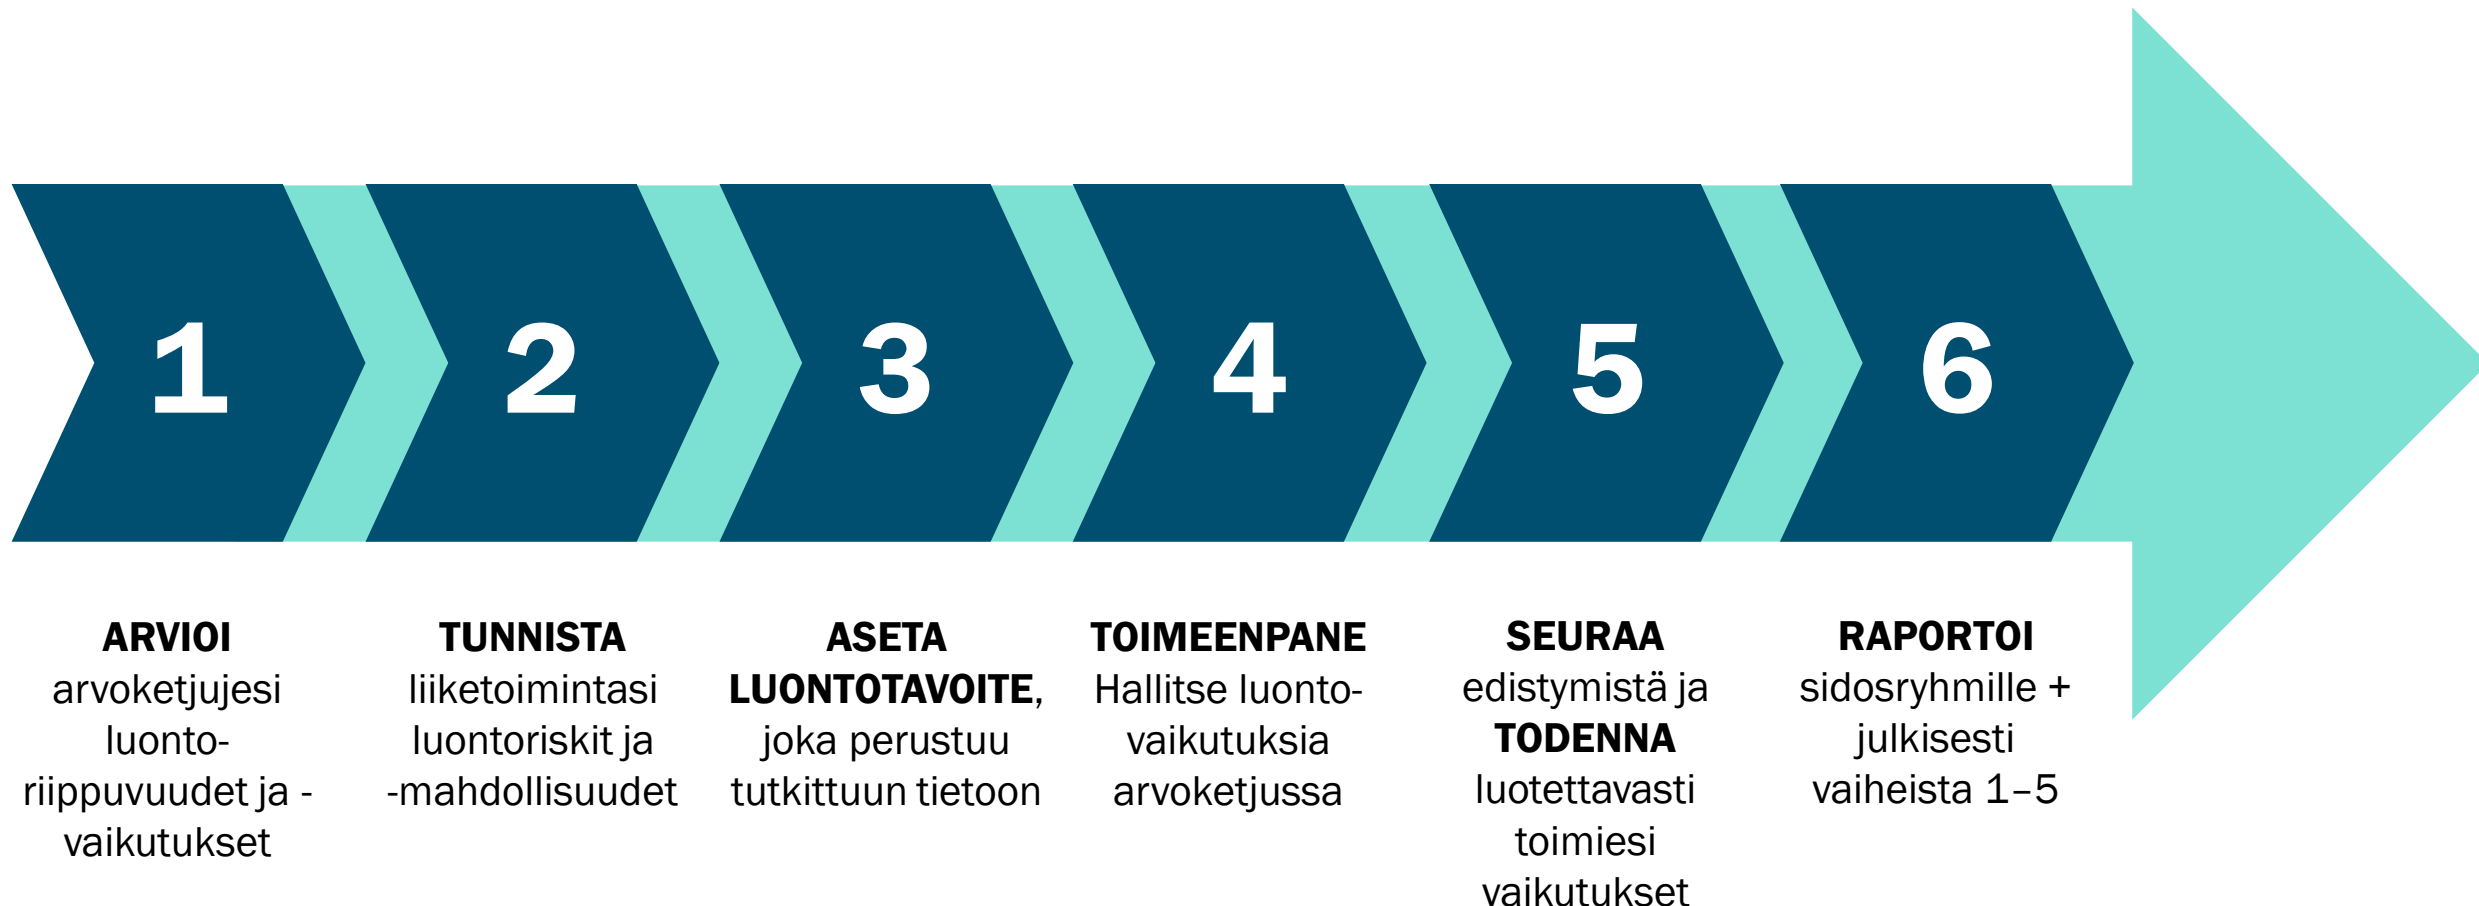 1
2
3
4
5
6
ARVIOI
arvoketjujesi
luonto-
riippuvuudet ja -
vaikutukset
TUNNISTA
liiketoimintasi
luontoriskit ja
-mahdollisuudet
ASETA
LUONTOTAVOITE,
joka perustuu
tutkittuun tietoon
TOIMEENPANE
Hallitse luonto-
vaikutuksia
arvoketjussa
SEURAA
edistymistä ja
TODENNA
luotettavasti
toimiesi
vaikutukset
RAPORTOI
sidosryhmille +
julkisesti
vaiheista 1–5